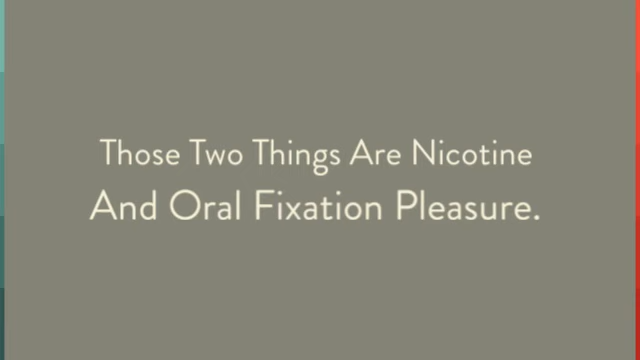 Those Two Things Are Nicotine
And Oral Fixation Pleasure.